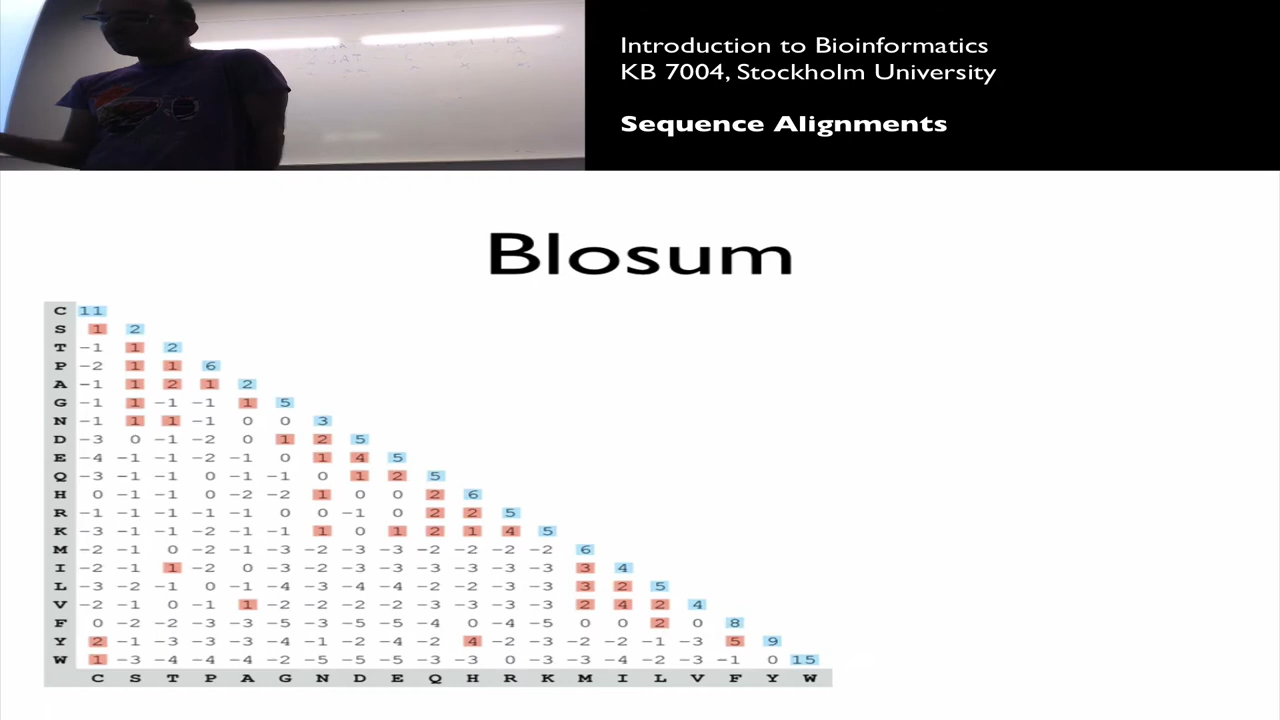 Introduction to Bioinformatics
KB 7004, Stockholm University
Sequence Alignments
Blosum
C 11
S 1 2
T -1 1 2
P -2 1 1 6
A -1 1 2 1 2
G -1 1 -1 -1 1 5
N -1 1 1 -1 0 0 3
D -3 0 -1 -2 0 1 2 5
E -4 -1 -1 -2 -1 0 1 4 5
Q -3 -1 -1 0 -1 -1 0 1 2 5
H 0 -1 -1 0 -2 -2 1 0 0 2 6
R -1 -1 -1 -1 -1 0 0 -1 0 2 2 5
K -3 -1 -1 -2 -1 -1 1 0 1 2 1 4 5
M -2 -1 0 -2 -1 -3 -2 -3 -3 -2 -2 -2 -2 6
I -2 -1 1 -2 0 -3 -2 -3 -3 -3 -3 -3 -3 3 4
L -3 -2 -1 0 -1 -4 -3 -4 -4 -2 -2 -3 -3 3 2 5
V -2 -1 0 -1 1 -2 -2 -2 -2 -3 -3 -3 -3 2 4 2 4
F 0 -2 -2 -3 -3 -5 -3 -5 -5 -4 0 -4 -5 0 0 2 0 8
Y 2 -1 -3 -3 -3 -4 -1 -2 -4 -2 4 -2 -3 -2 -2 -1 -3 5 9
W 1 -3 -4 -4 -4 -2 -5 -5 -5 -3 -3 0 -3 -3 -4 -2 -3 -1 0 15
C S T P A G N D E Q H R K M I L V F Y W